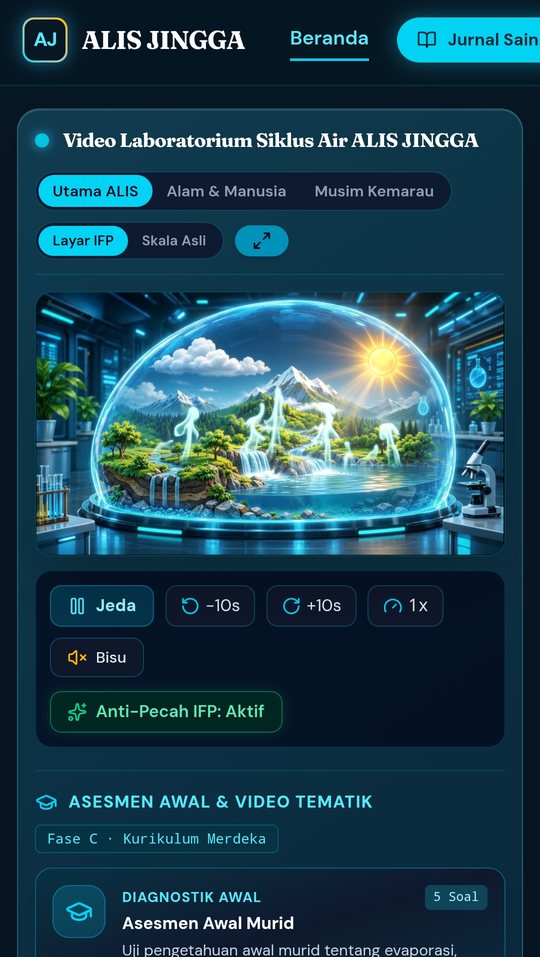 AJ ALIS JINGGA Beranda Jurnal Sain
Video Laboratorium Siklus Air ALIS JINGGA
Utama ALIS Alam & Manusia Musim Kemarau
Layar IFP Skala Asli
Jeda -10s +10s 1x
Bisu
Anti-Pecah IFP: Aktif
ASESMEN AWAL & VIDEO TEMATIK
Fase C · Kurikulum Merdeka
DIAGNOSTIK AWAL 5 Soal
Asesmen Awal Murid
Uji pengetahuan awal murid tentang evaporasi,